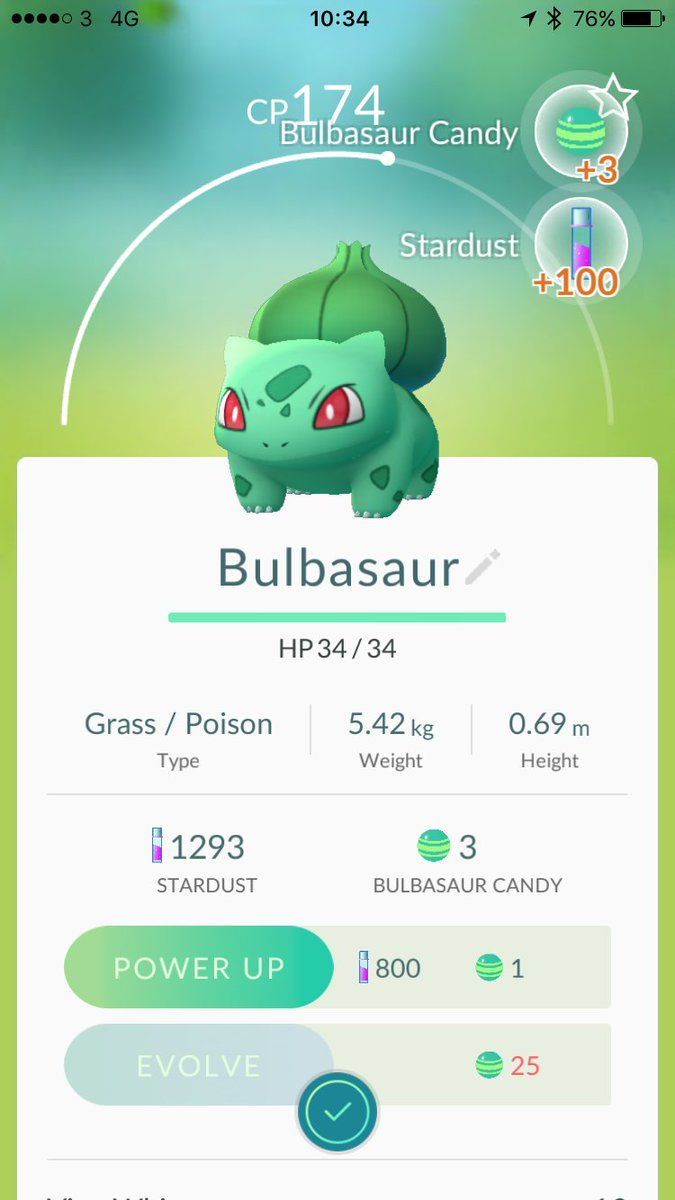 3 4G 10:34 76%
CP174
Bulbasaur Candy
+3
Stardust
+100
Bulbasaur
HP 34 / 34
Grass / Poison 5.42 kg 0.69 m
Type Weight Height
1293 3
STARDUST BULBASAUR CANDY
POWER UP 800 1
EVOLVE 25